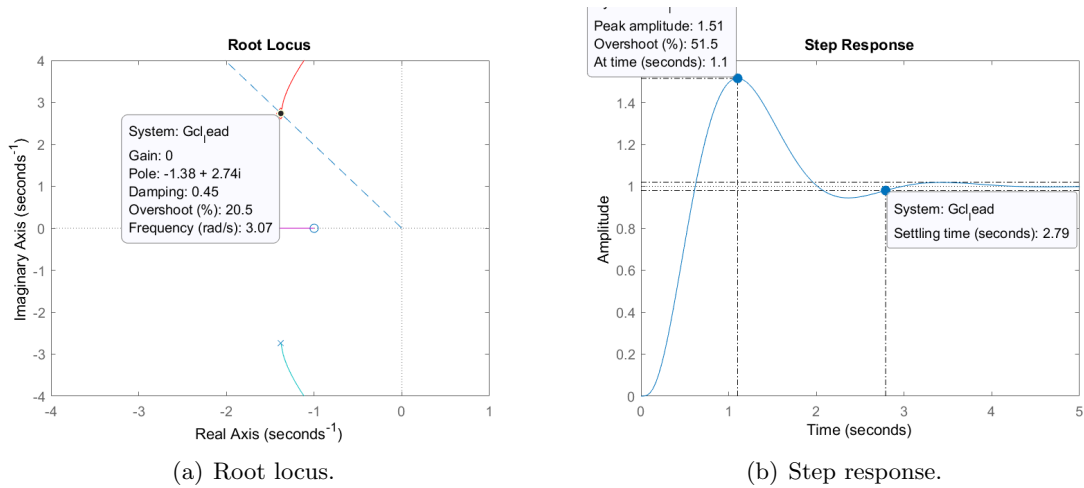 Root Locus
4
3
2
1
0
-1
-2
-3
-4
Imaginary Axis (seconds-1)
System: Gcl_lead
Gain: 0
Pole: -1.38 + 2.74i
Damping: 0.45
Overshoot (%): 20.5
Frequency (rad/s): 3.07
-4 -3 -2 -1 0 1
Real Axis (seconds-1)
(a) Root locus.
Peak amplitude: 1.51
Overshoot (%): 51.5
At time (seconds): 1.1
Step Response
1.4
1.2
1
0.8
0.6
0.4
0.2
0
Amplitude
System: Gcl_lead
Settling time (seconds): 2.79
0 1 2 3 4 5
Time (seconds)
(b) Step response.